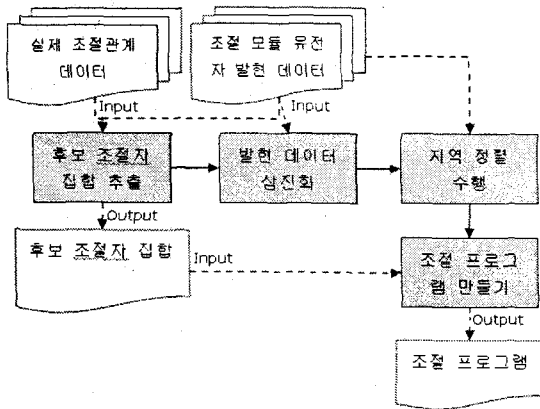 실제 조절관계
데이터
조절 모듈 유전
자 발현 데이터
Input
Input
후보 조절자
집합 추출
발현 데이터
삼진화
지역 정렬
수행
Output
후보 조절자 집합
Input
조절 프로그
램 만들기
Output
조절 프로그램